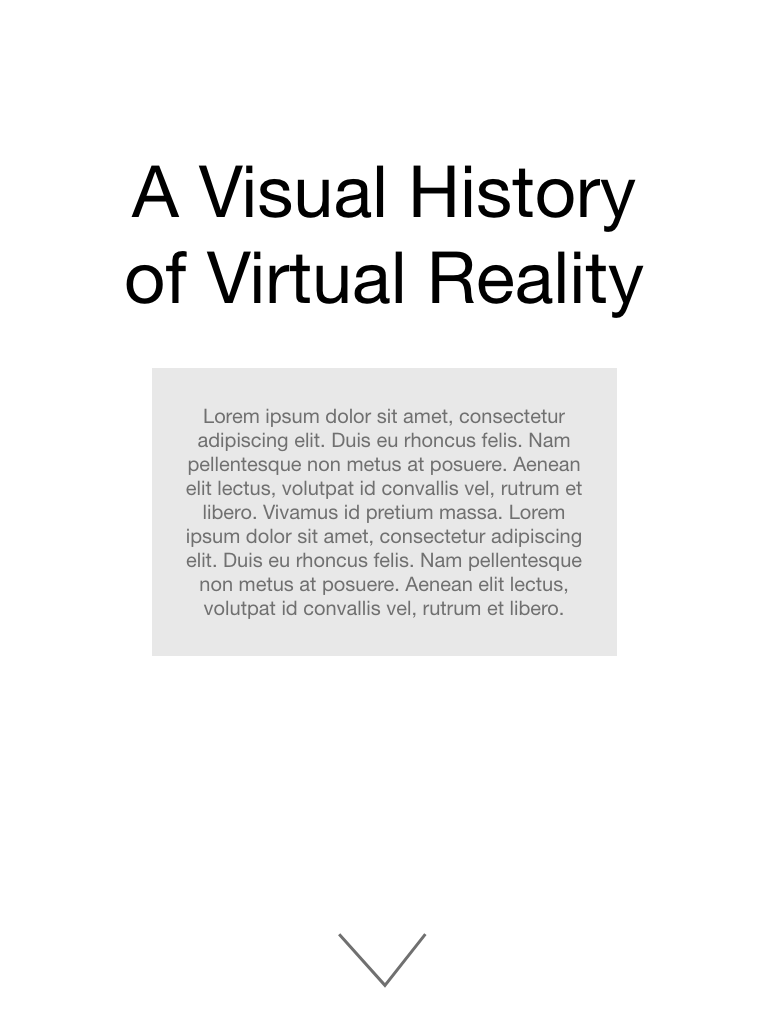 A Visual History
of Virtual Reality
Lorem ipsum dolor sit amet, consectetur
adipiscing elit. Duis eu rhoncus felis. Nam
pellentesque non metus at posuere. Aenean
elit lectus, volutpat id convallis vel, rutrum et
libero. Vivamus id pretium massa. Lorem
ipsum dolor sit amet, consectetur adipiscing
elit. Duis eu rhoncus felis. Nam pellentesque
non metus at posuere. Aenean elit lectus,
volutpat id convallis vel, rutrum et libero.